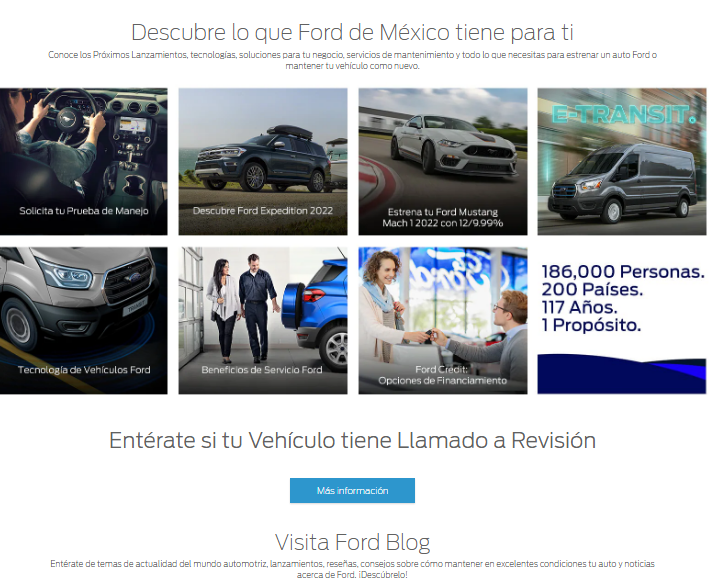 Descubre lo que Ford de México tiene para ti
Conoce los Próximos Lanzamientos, tecnologías, soluciones para tu negocio, servicios de mantenimiento y todo lo que necesitas para estrenar un auto Ford o
mantener tu vehículo como nuevo.
Solicita tu Prueba de Manejo
Descubre Ford Expedition 2022
Estrena tu Ford Mustang
Mach 1 2022 con 12/9.99%
E-TRANSIT.
Tecnología de Vehículos Ford
Beneficios de Servicio Ford
Ford
Ford Credit:
Opciones de Financiamiento
186,000 Personas.
200 Países.
117 Años.
1 Propósito.
Entérate si tu Vehículo tiene Llamado a Revisión
Más información
Visita Ford Blog
Entérate de temas de actualidad del mundo automotriz, lanzamientos, reseñas, consejos sobre cómo mantener en excelentes condiciones tu auto y noticias
acerca de Ford. ¡Descúbrelo!